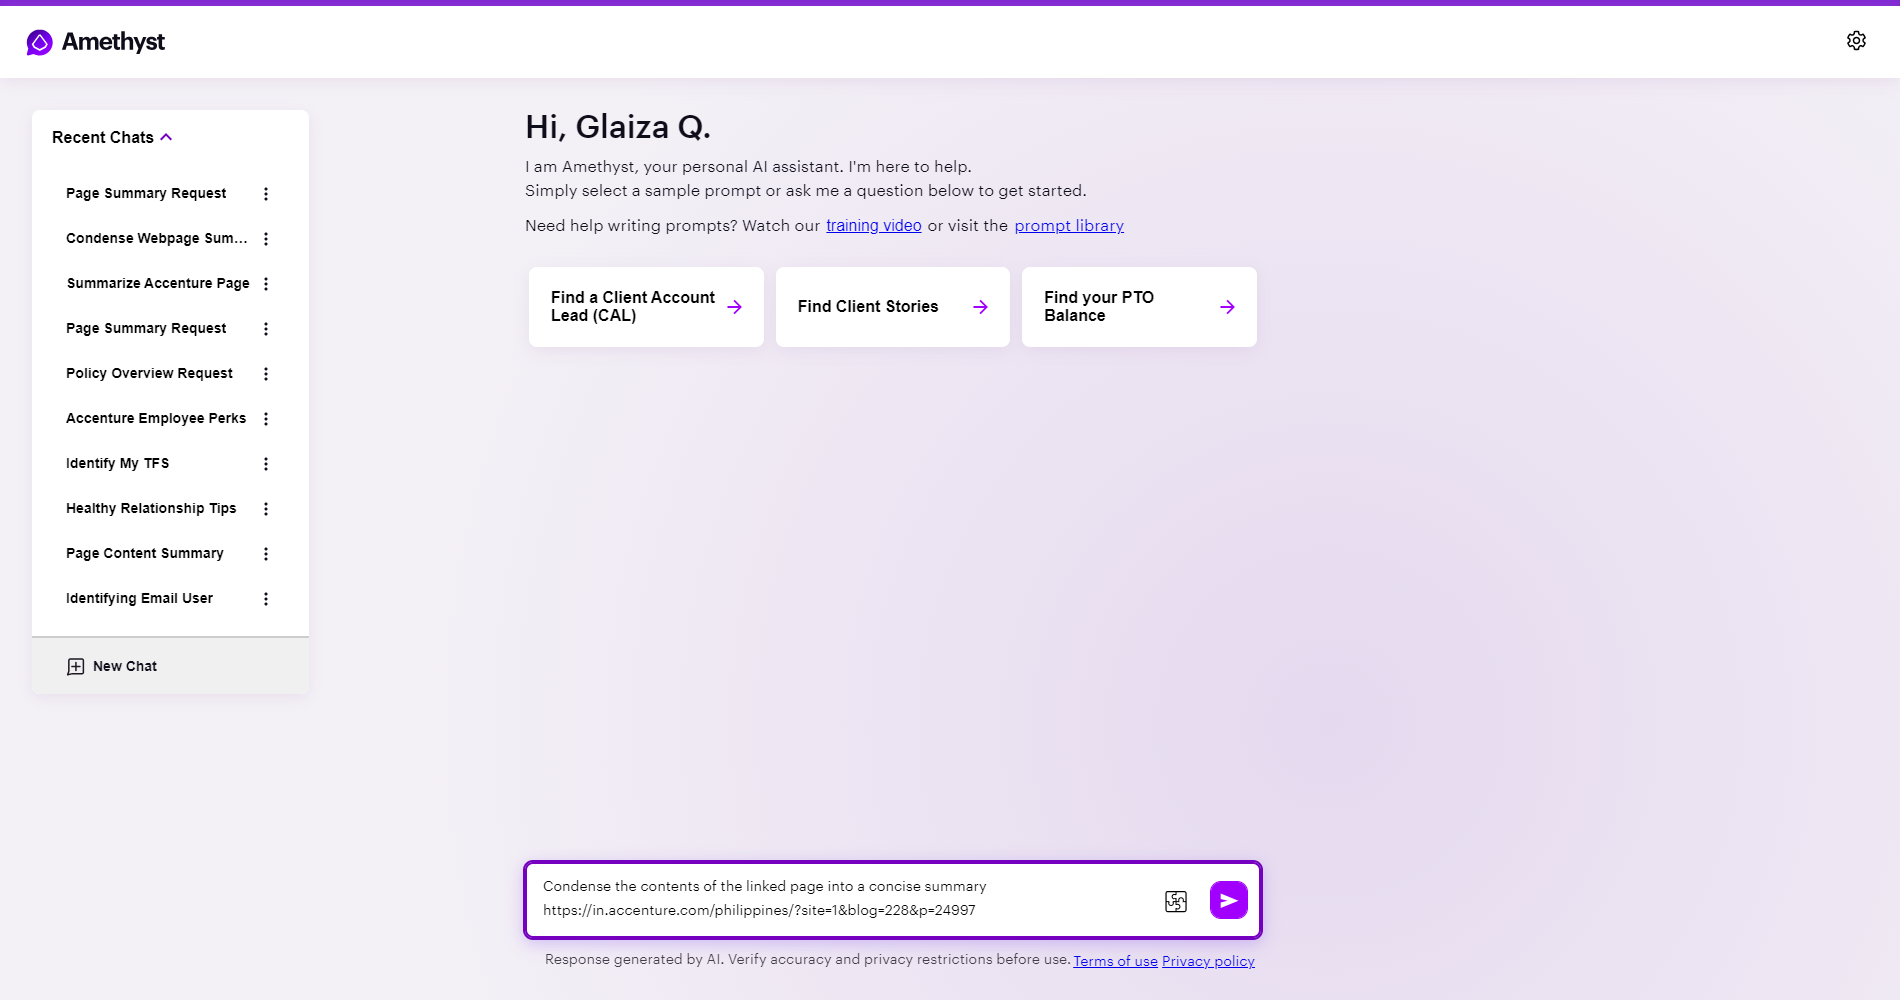 Amethyst
Recent Chats
Page Summary Request
Condense Webpage Sum...
Summarize Accenture Page
Page Summary Request
Policy Overview Request
Accenture Employee Perks
Identify My TFS
Healthy Relationship Tips
Page Content Summary
Identifying Email User
New Chat
Hi, Glaiza Q.
I am Amethyst, your personal AI assistant. I'm here to help.
Simply select a sample prompt or ask me a question below to get started.
Need help writing prompts? Watch our training video or visit the prompt library
Find a Client Account
Lead (CAL)
Find Client Stories
Find your PTO
Balance
Condense the contents of the linked page into a concise summary
https://in.accenture.com/philippines/?site=1&blog=228&p=24997
Response generated by AI. Verify accuracy and privacy restrictions before use. Terms of use Privacy policy